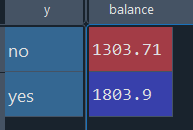 y balance
no 1303.71
yes 1803.9